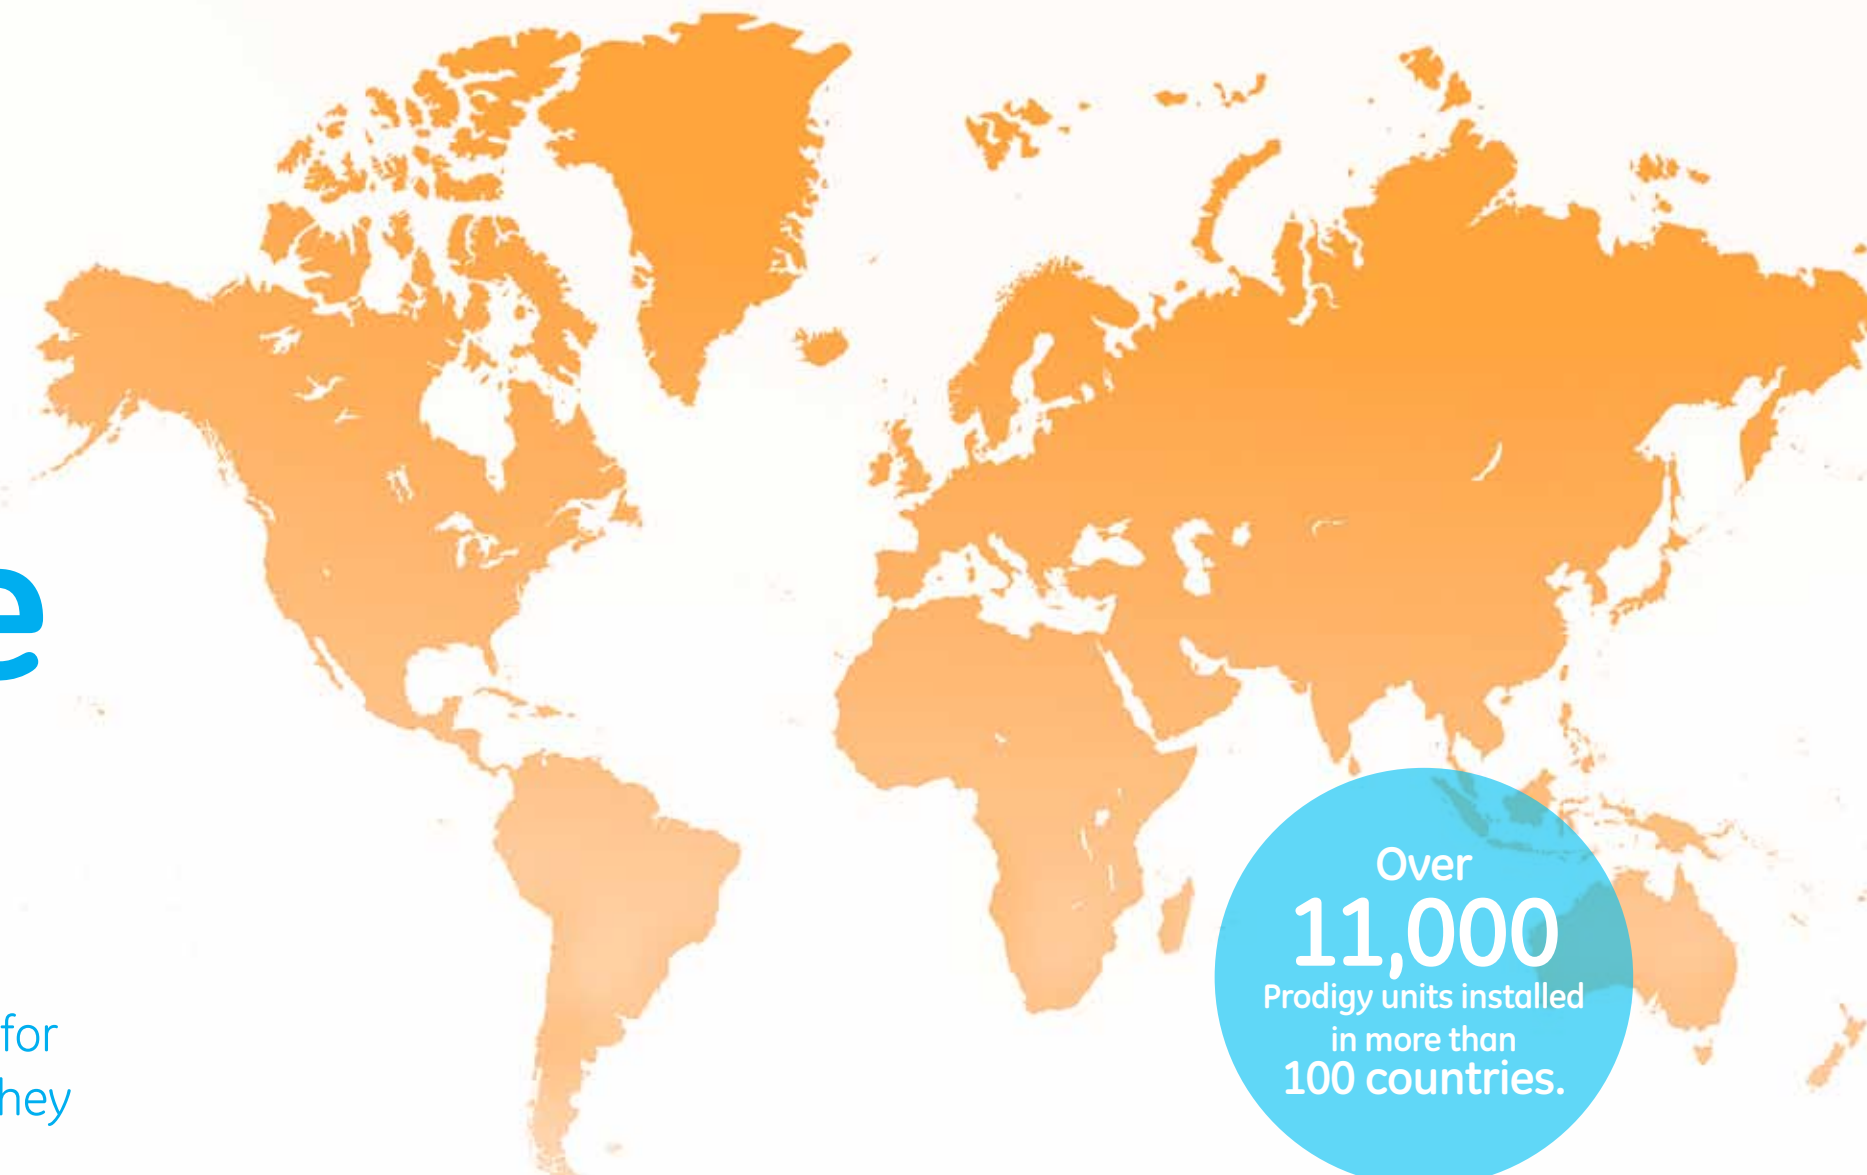 e
for
hey
Over
11,000
Prodigy units installed
in more than
100 countries.